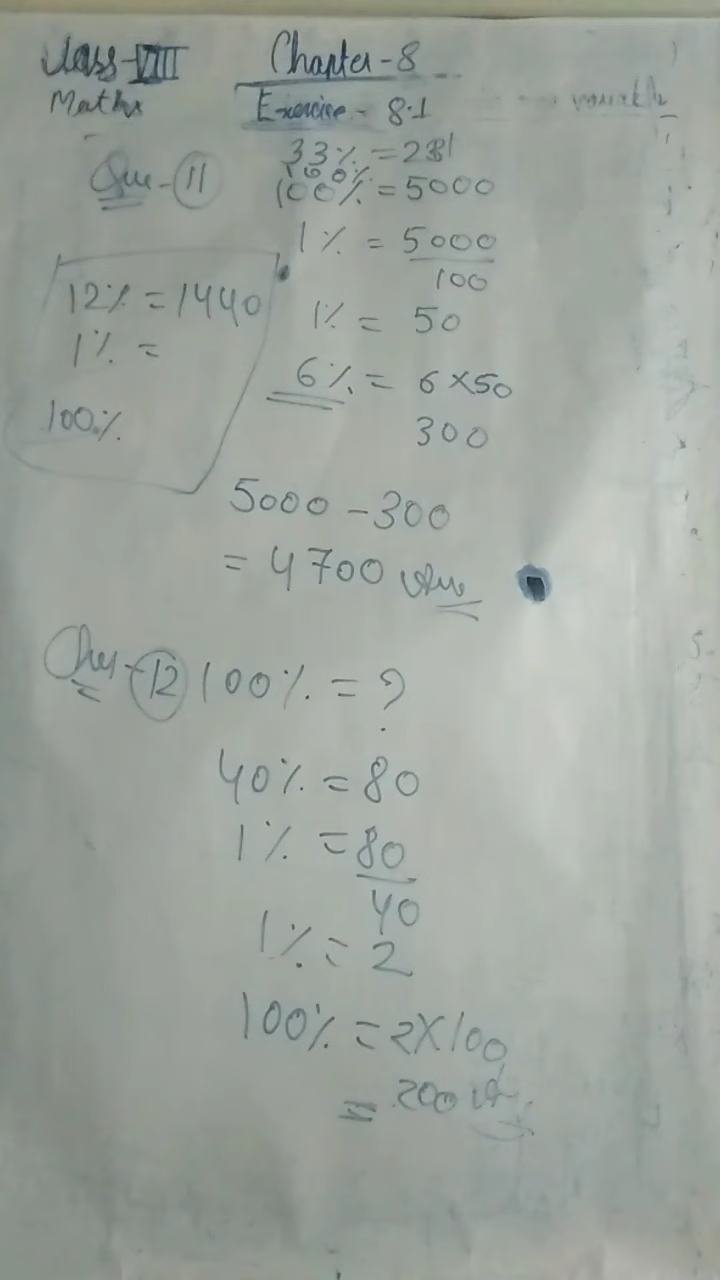 Class-VIII Chapter-8
Maths Exercise - 8.1
33% = 231
Que-11 100% = 5000
1% = 5000
100
12% = 1440
1% = 50
1% =
6% = 6×50
100%
300
5000 - 300
= 4700 Ans
Que-12 100% = ?
40% = 80
1% = 80
40
1% = 2
100% = 2×100
= 200